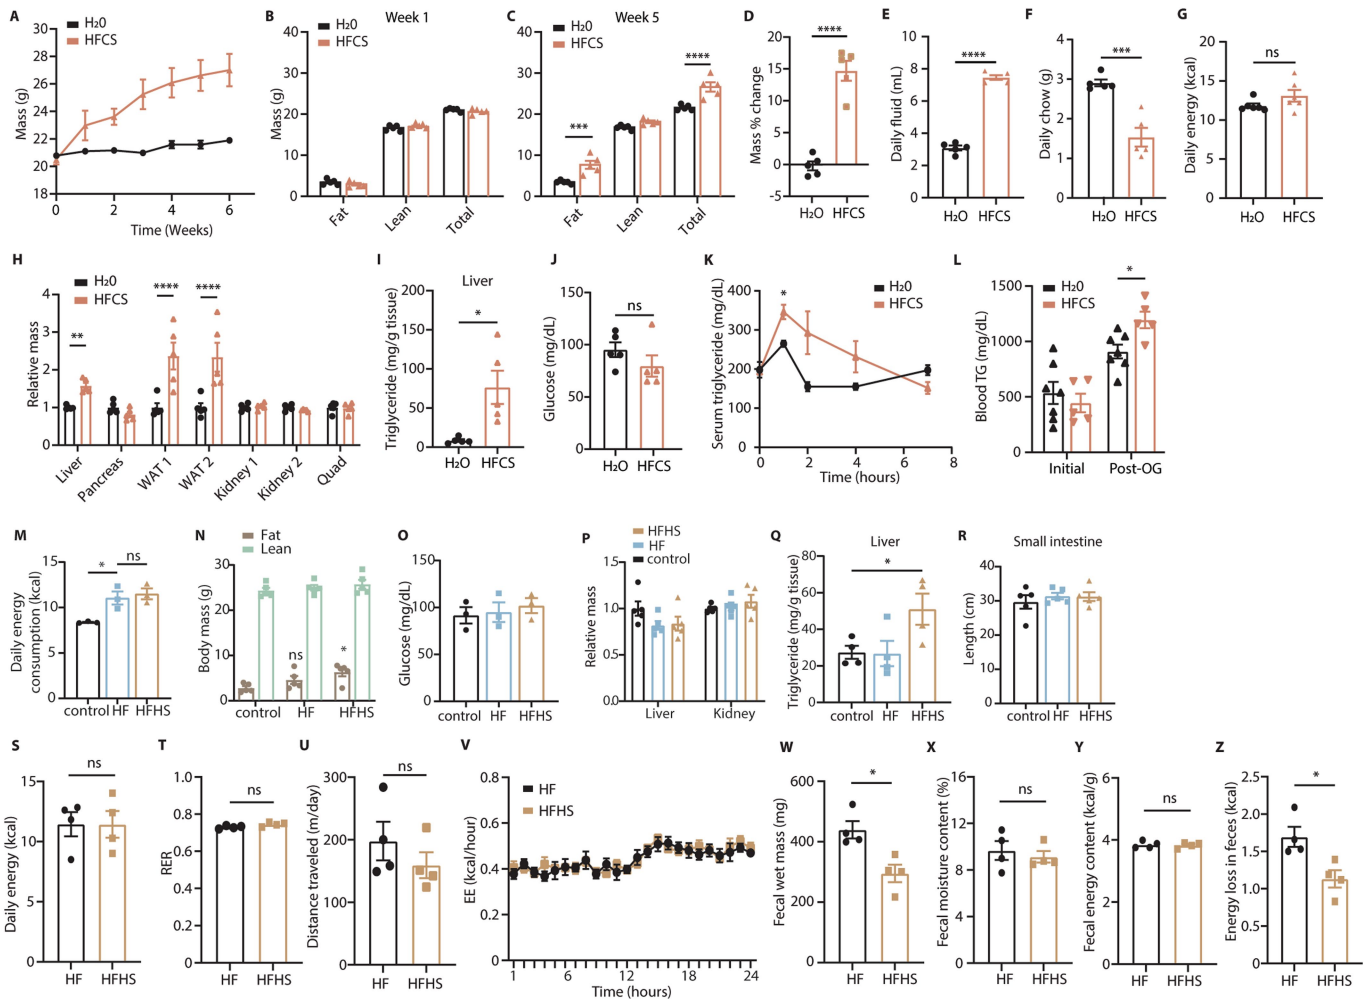 A
H₂0
HFCS
Mass (g)
30
28
26
24
22
20
18
0
2
4
6
Time (Weeks)
B
Week 1
H₂0
HFCS
Mass (g)
40
30
20
10
0
Fat
Lean
Total
C
Week 5
H₂0
HFCS
40
30
20
10
0
***
****
Fat
Lean
Total
D
****
Mass % change
20
15
10
5
0
-5
H₂O
HFCS
E
****
Daily fluid (mL)
10
8
6
4
2
0
H₂O
HFCS
F
***
Daily chow (g)
4
3
2
1
0
H₂O
HFCS
G
ns
Daily energy (kcal)
20
15
10
5
0
H₂O
HFCS
H
H₂0
HFCS
Relative mass
4
3
2
1
0
**
****
****
Liver
Pancreas
WAT 1
WAT 2
Kidney 1
Kidney 2
Quad
I
Liver
Triglyceride (mg/g tissue)
200
150
100
50
0
*
H₂O
HFCS
J
Glucose (mg/dL)
150
100
50
0
ns
H₂O
HFCS
K
H₂0
HFCS
Serum triglyceride (mg/dL)
400
300
200
100
0
*
0
2
4
6
8
Time (hours)
L
H₂0
HFCS
Blood TG (mg/dL)
1500
1000
500
0
*
Initial
Post-OG
M
Daily energy
consumption (kcal)
15
10
5
0
*
ns
control
HF
HFHS
N
Fat
Lean
Body mass (g)
30
20
10
0
ns
*
control
HF
HFHS
O
Glucose (mg/dL)
150
100
50
0
control
HF
HFHS
P
HFHS
HF
control
Relative mass
1.5
1.0
0.5
0.0
Liver
Kidney
Q
Liver
Triglyceride (mg/g tissue)
80
60
40
20
0
*
control
HF
HFHS
R
Small intestine
Length (cm)
40
30
20
10
0
control
HF
HFHS
S
ns
Daily energy (kcal)
15
10
5
0
HF
HFHS
T
ns
RER
1.0
0.8
0.6
0.4
0.2
0
HF
HFHS
U
ns
Distance traveled (m/day)
300
200
100
0
HF
HFHS
V
HF
HFHS
EE (kcal/hour)
0.8
0.6
0.4
0.2
0
1
6
12
18
24
Time (hours)
W
*
Fecal wet mass (mg)
600
400
200
0
HF
HFHS
X
ns
Fecal moisture content (%)
16
12
8
4
0
HF
HFHS
Y
ns
Fecal energy content (kcal/g)
6
4
2
0
HF
HFHS
Z
*
Energy loss in feces (kcal)
2.5
2.0
1.5
1.0
0.5
0
HF
HFHS